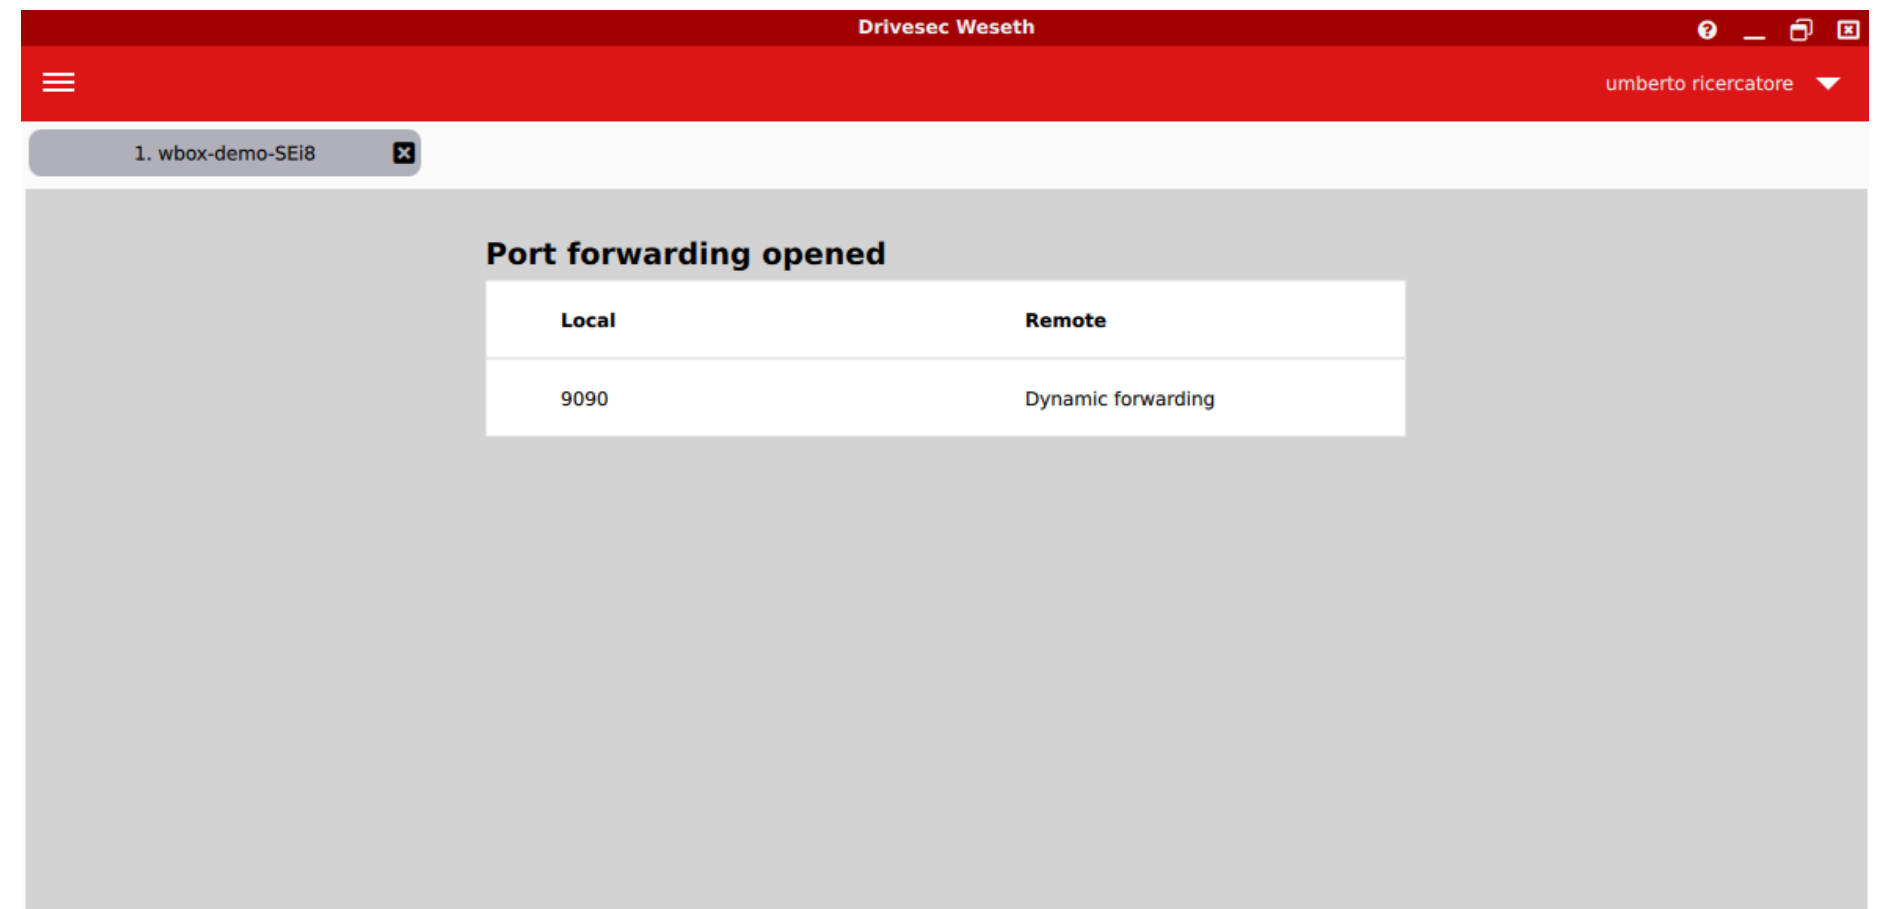 Drivesec Weseth
umberto ricercatore
1. wbox-demo-SEi8
Port forwarding opened
Local Remote
9090 Dynamic forwarding